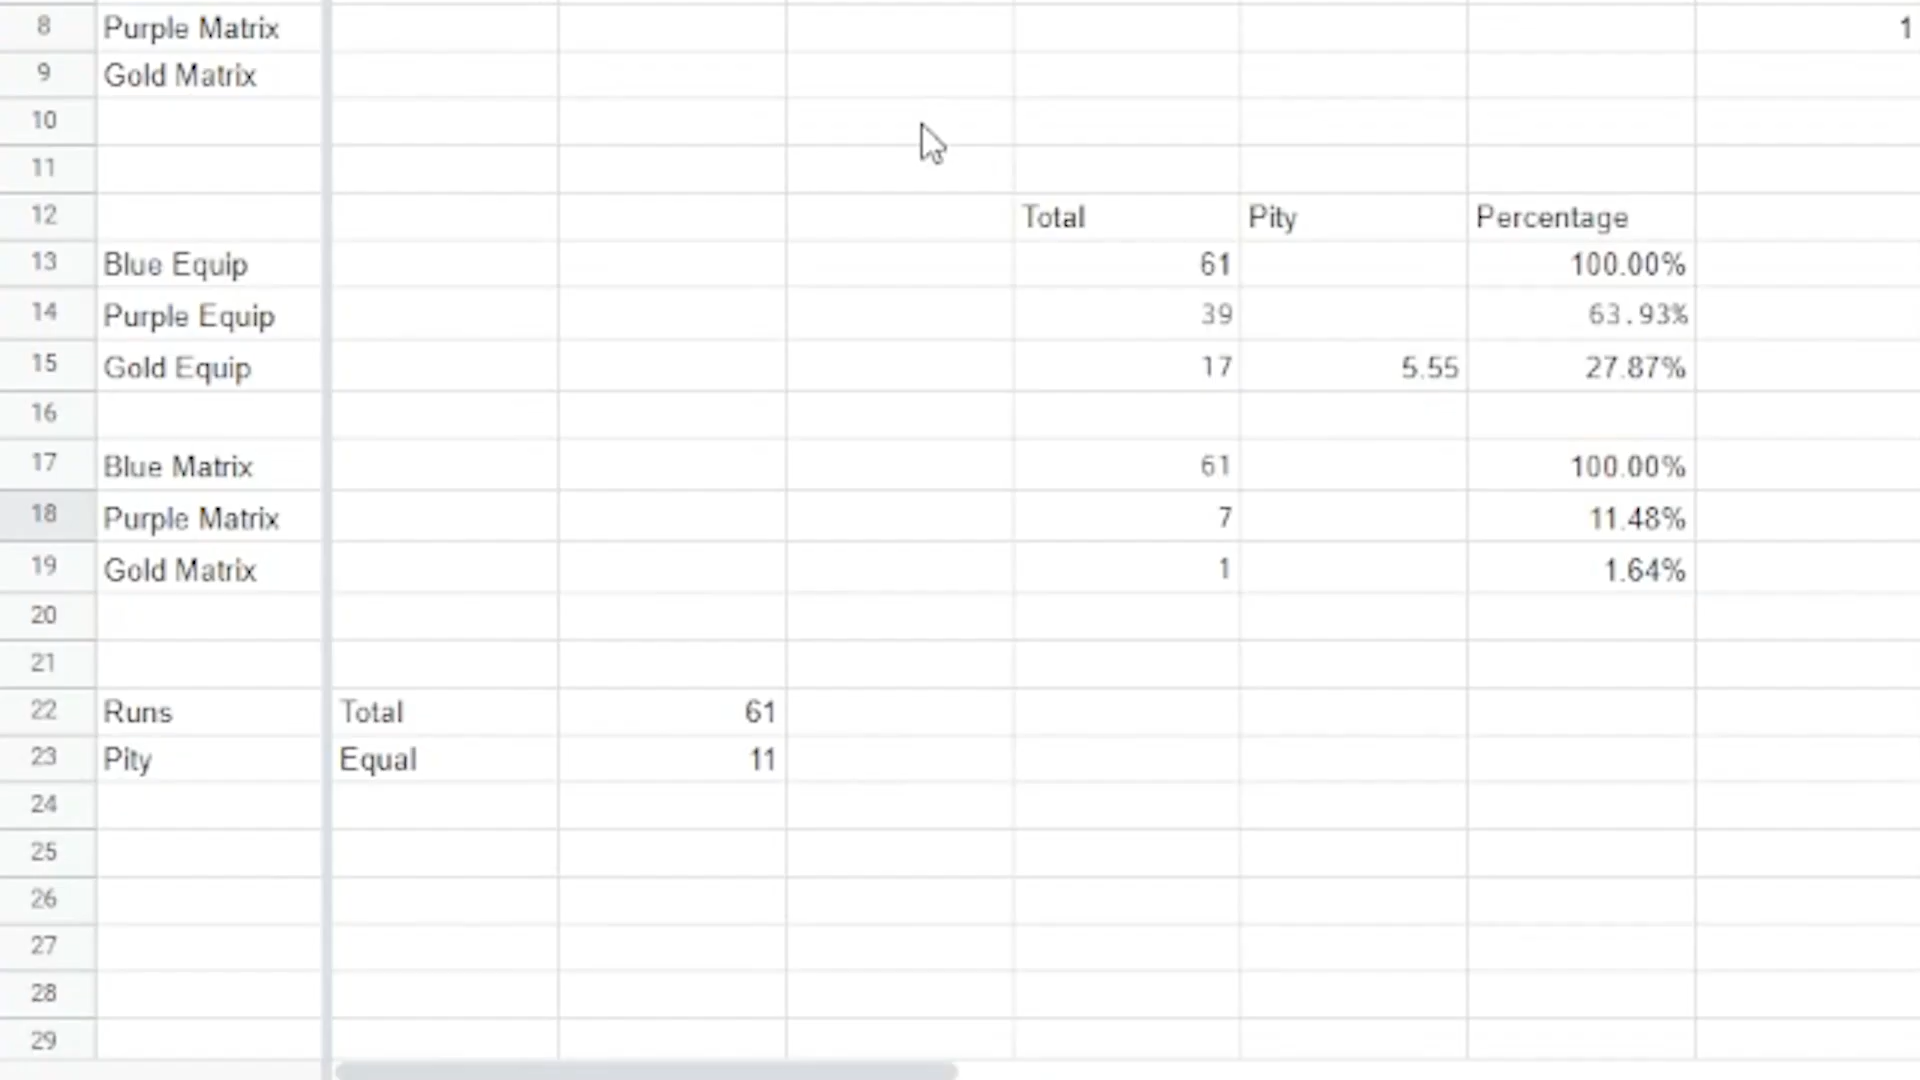 8 Purple Matrix 1
9 Gold Matrix
10
11
12 Total Pity Percentage
13 Blue Equip 61 100.00%
14 Purple Equip 39 63.93%
15 Gold Equip 17 5.55 27.87%
16
17 Blue Matrix 61 100.00%
18 Purple Matrix 7 11.48%
19 Gold Matrix 1 1.64%
20
21
22 Runs Total 61
23 Pity Equal 11
24
25
26
27
28
29